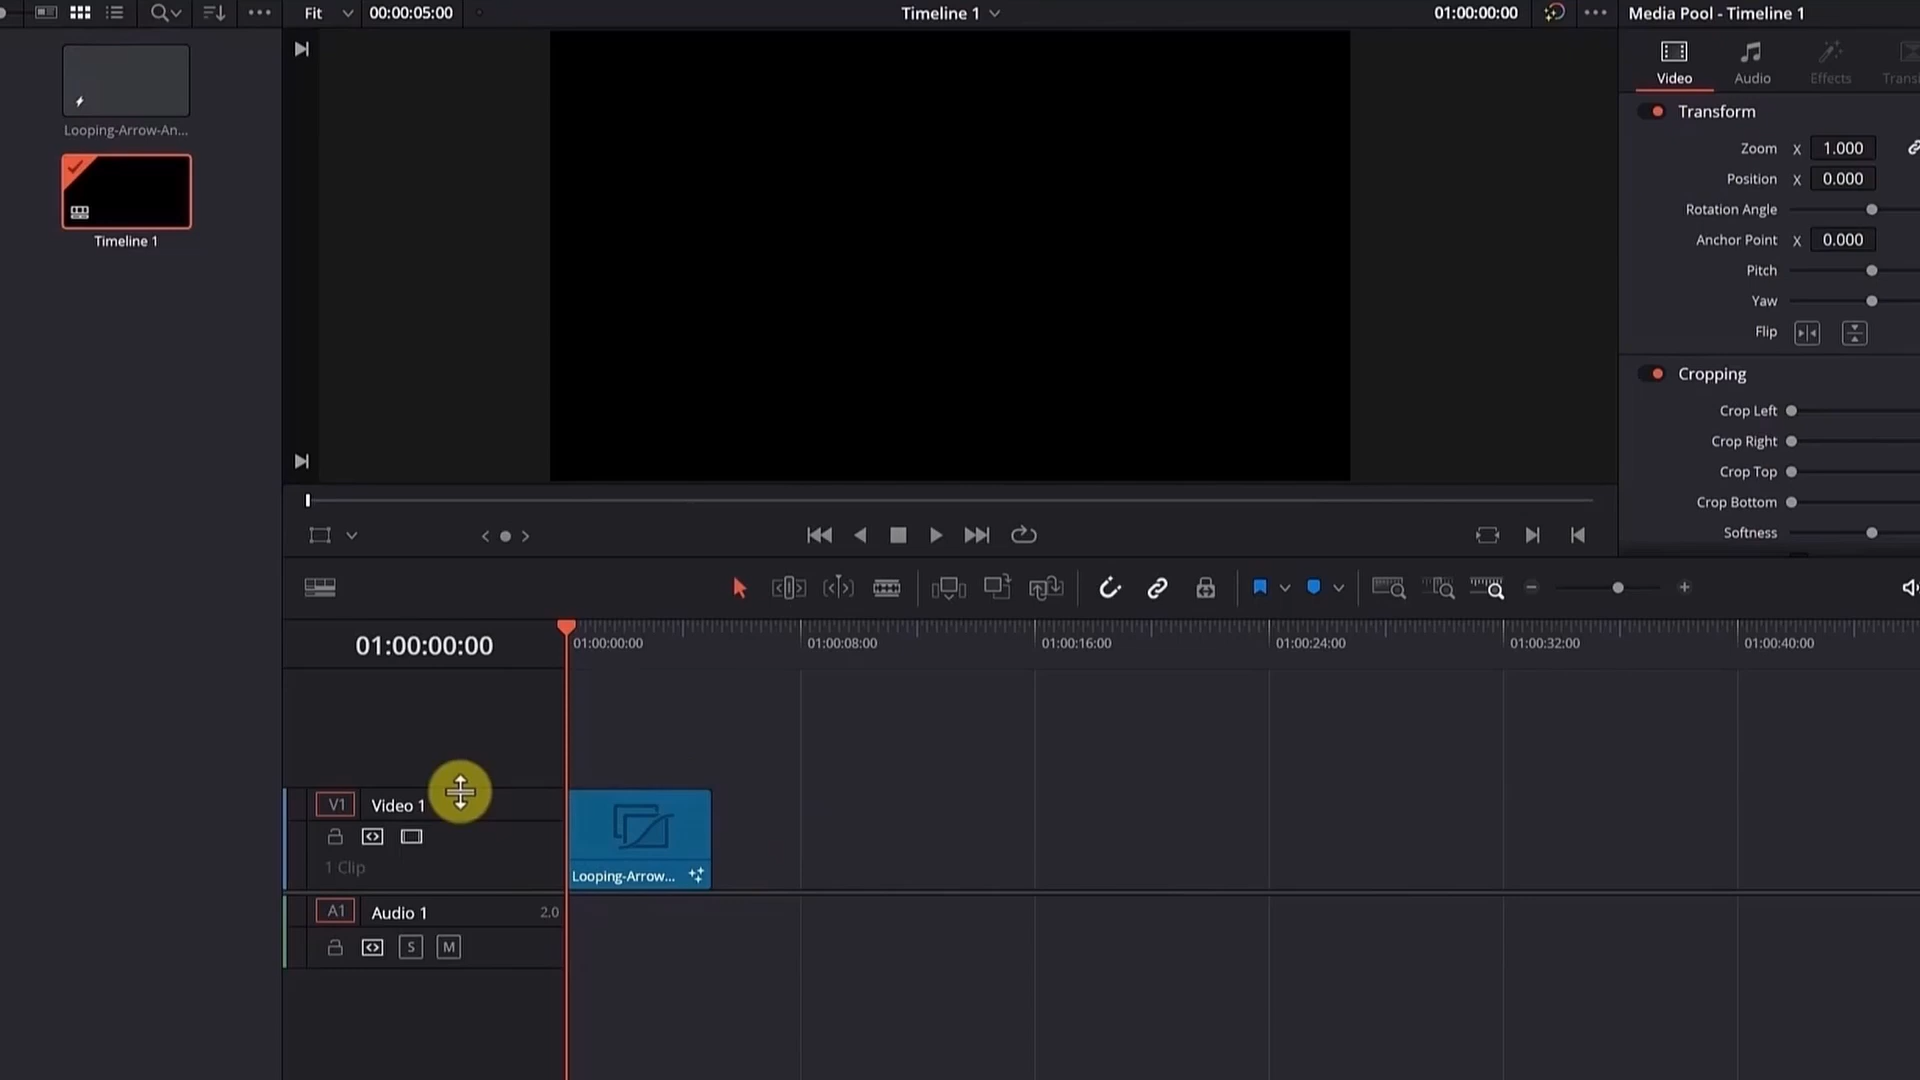 Fit 00:00:05:00 Timeline 1 01:00:00:00 Media Pool - Timeline 1
Video Audio Effects Transi
Looping-Arrow-An...
Timeline 1
Transform
Zoom X 1.000
Position X 0.000
Rotation Angle
Anchor Point X 0.000
Pitch
Yaw
Flip
Cropping
Crop Left
Crop Right
Crop Top
Crop Bottom
Softness
01:00:00:00
01:00:00:00 01:00:08:00 01:00:16:00 01:00:24:00 01:00:32:00 01:00:40:00
V1 Video 1
1 Clip
Looping-Arrow...
A1 Audio 1 2.0
S M